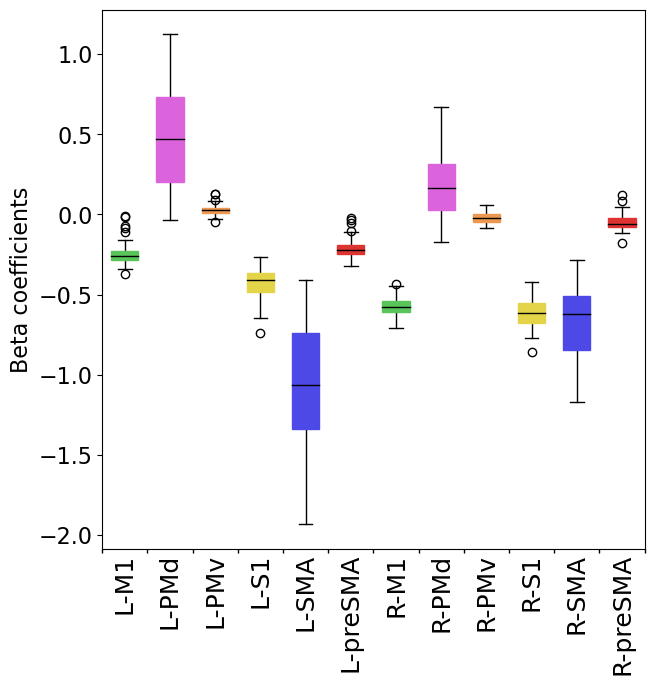 Beta coefficients
1.0
0.5
0.0
−0.5
−1.0
−1.5
−2.0
L-M1
L-PMd
L-PMv
L-S1
L-SMA
L-preSMA
R-M1
R-PMd
R-PMv
R-S1
R-SMA
R-preSMA